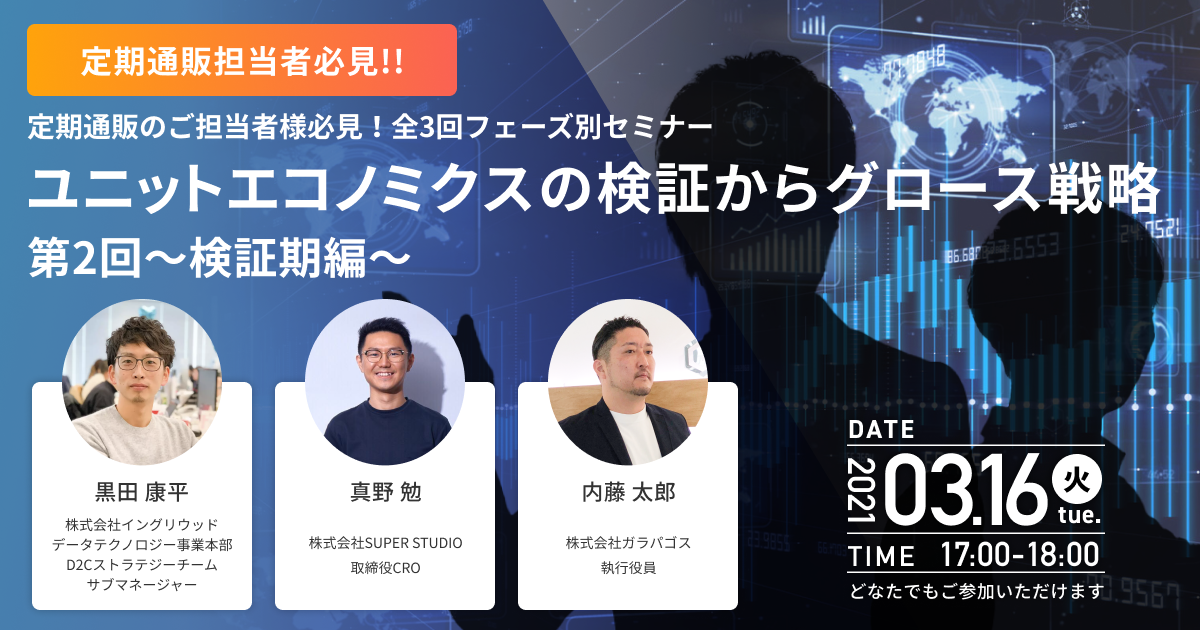 定期通販担当者必見!!
定期通販のご担当者様必見！全3回フェーズ別セミナー
ユニットエコノミクスの検証からグロース戦略
第2回～検証期編～
黒田 康平
株式会社イングリウッド
データテクノロジー事業本部
D2Cストラテジーチーム
サブマネージャー
真野 勉
株式会社SUPER STUDIO
取締役CRO
内藤 太郎
株式会社ガラパゴス
執行役員
DATE
2021
03.16
火
tue.
TIME 17:00-18:00
どなたでもご参加いただけます